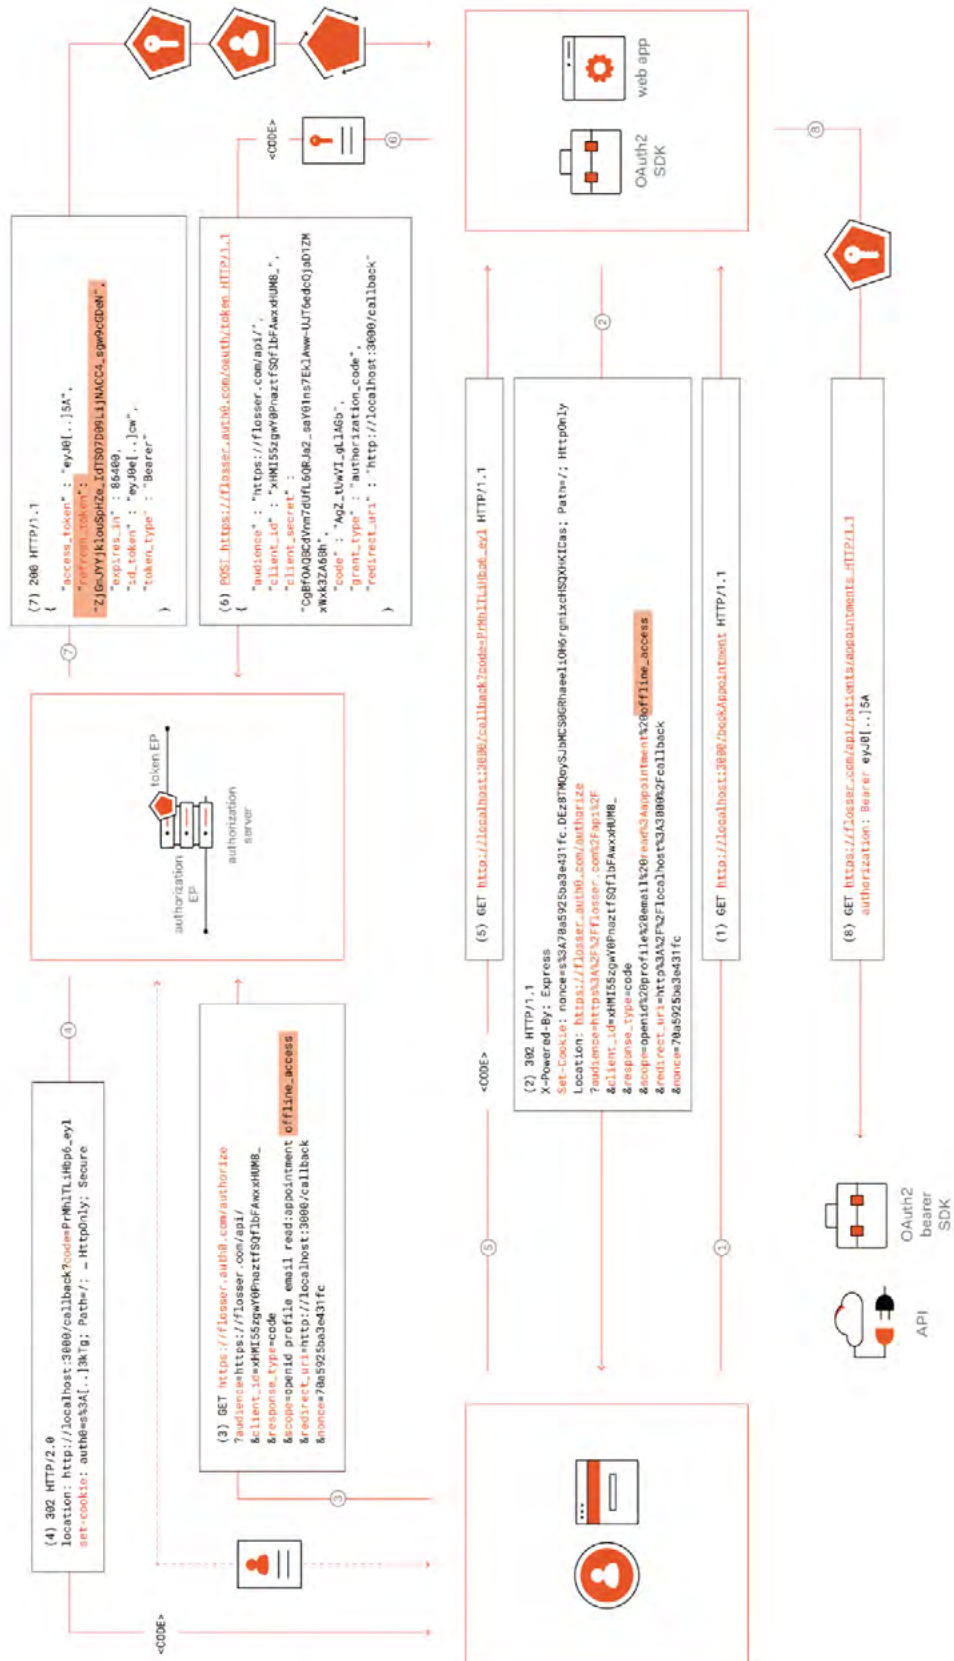 <CODE>
(4) 302 HTTP/2.0
location: http://localhost:3000/callback?code=PrMhlTLiHbp6_eyl
set-cookie: auth0=s%3A[..]3kTg; Path=/; _ HttpOnly; Secure
4
authorization
EP
token EP
authorization
server
7
(7) 200 HTTP/1.1
{
"access_token" : "eyJ0[..]5A",
"refresh_token":
"expires_in" : 86400,
"id_token" : "eyJ0e[..]cw",
"token_type" : "Bearer"
}
3
(3) GET https://flosser.auth0.com/authorize
?audience=https://flosser.com/api/
&client_id=xHMI55zgwY0PnaztfSQflbFAwxxHUM8_
&response_type=code
&scope=openid profile email read:appointment offline_access
&redirect_uri=http://localhost:3000/callback
&nonce=70a5925ba3e431fc
(6) POST https://flosser.auth0.com/oauth/token HTTP/1.1
{
"audience" : "https://flosser.com/api/",
"client_id" : "xHMI55zgwY0PnaztfSQflbFAwxxHUM8_",
"client_secret" :
"code" : "AgZ_tUwVI_gLlAGb",
"grant_type" : "authorization_code",
"redirect_uri" : "http://localhost:3000/callback"
}
<CODE>
6
5
<CODE>
(5) GET http://localhost:3000/callback?code=PrMhlTLiHbp6_eyl HTTP/1.1
(2) 302 HTTP/1.1
X-Powered-By: Express
Set-Cookie: Path=/; HttpOnly
Location: https://flosser.auth0.com/authorize
?audience=https%3A%2F%2Fflosser.com%2Fapi%2F
&client_id=xHMI55zgwY0PnaztfSQflbFAwxxHUM8_
&response_type=code
&scope=openid%20profile%20email%20read%3Aappointment%20offline_access
&redirect_uri=http%3A%2F%2Flocalhost%3A3000%2Fcallback
&nonce=70a5925ba3e431fc
2
1
(1) GET http://localhost:3000/bookAppointment HTTP/1.1
OAuth2
SDK
web app
API
OAuth2
bearer
SDK
(8) GET https://flosser.com/api/patients/appointments HTTP/1.1
authorization: Bearer eyJ0[..]5A
8